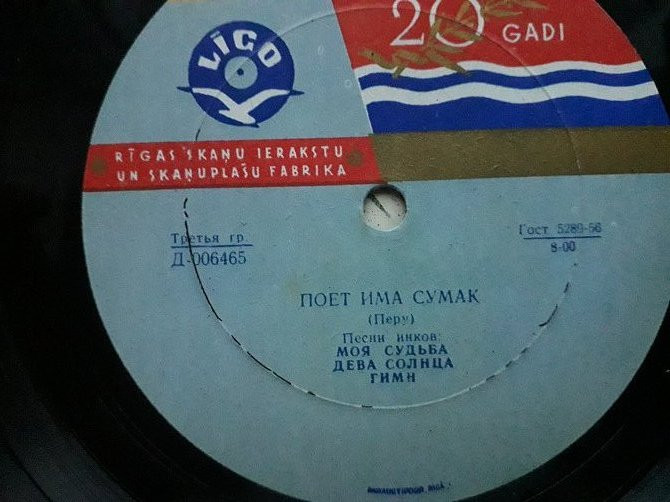 LĪGO
20 GADI
RĪGAS SKAŅU IERAKSTU
UN SKAŅUPLAŠU FABRIKA
Третья гр
Д-006465
Гост 5289-56
8-00
ПОЕТ ИМА СУМАК
(Перу)
Песни инков:
МОЯ СУДЬБА
ДЕВА СОЛНЦА
ГИМН